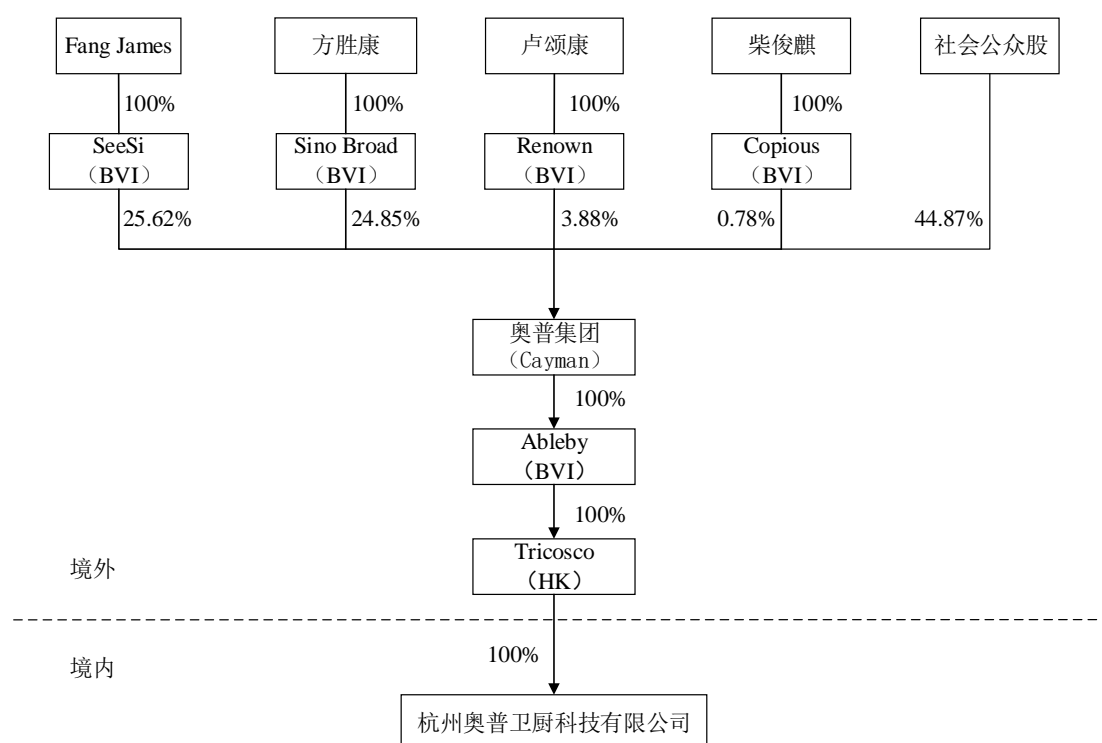 Fang James
方胜康
卢颂康
柴俊麒
社会公众股
100%
100%
100%
100%
SeeSi
（BVI）
Sino Broad
（BVI）
Renown
（BVI）
Copious
（BVI）
25.62%
24.85%
3.88%
0.78%
44.87%
奥普集团
（Cayman）
100%
Ableby
（BVI）
100%
Tricosco
（HK）
境外
100%
境内
杭州奥普卫厨科技有限公司